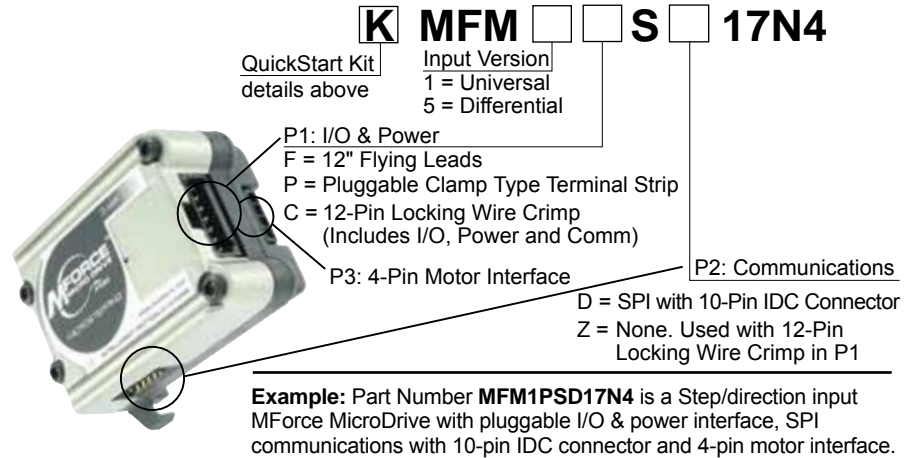 K MFM S 17N4
QuickStart Kit
details above
Input Version
1 = Universal
5 = Differential
P1: I/O & Power
F = 12" Flying Leads
P = Pluggable Clamp Type Terminal Strip
C = 12-Pin Locking Wire Crimp
(Includes I/O, Power and Comm)
P3: 4-Pin Motor Interface
P2: Communications
D = SPI with 10-Pin IDC Connector
Z = None. Used with 12-Pin
Locking Wire Crimp in P1
MFORCE
MICRO DRIVE
Example: Part Number MFM1PSD17N4 is a Step/direction input
MForce MicroDrive with pluggable I/O & power interface, SPI
communications with 10-pin IDC connector and 4-pin motor interface.